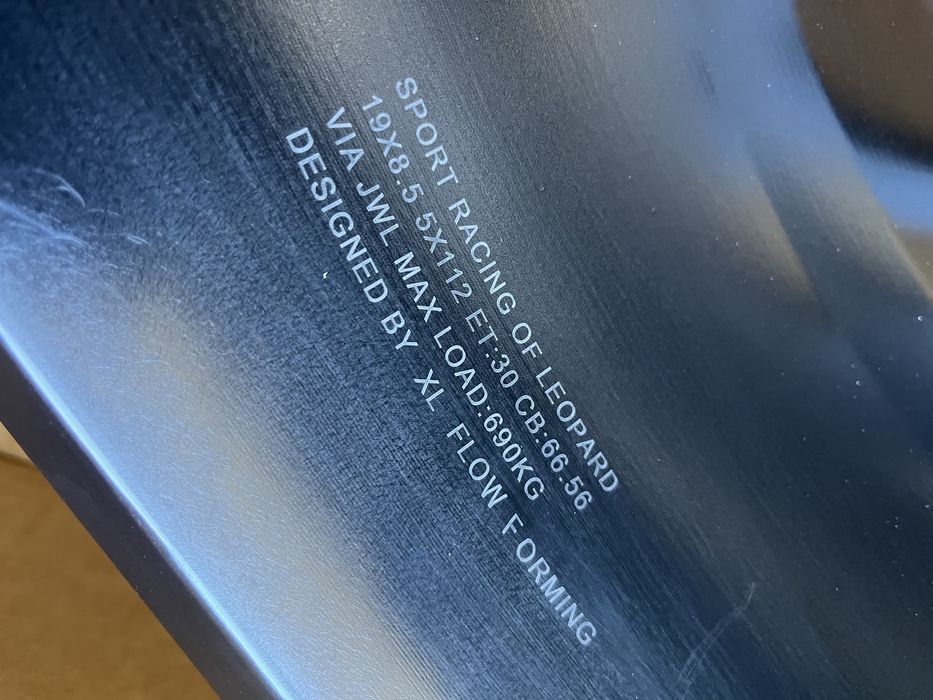 SPORT RACING OF LEOPARD
19X8.5 5X112 ET:30 CB:66.56
VIA JWL MAX LOAD:690KG
DESIGNED BY XL FLOW FORMING